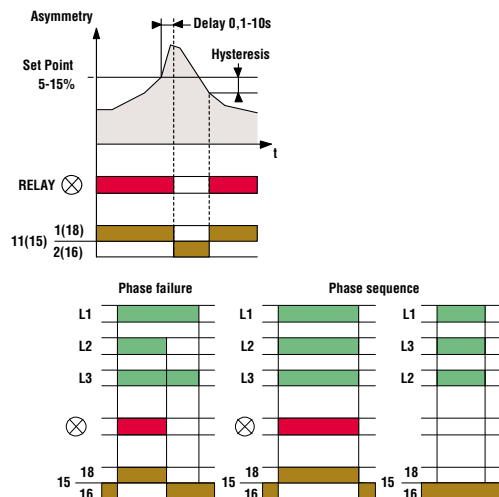 Asymmetry
Delay 0,1-10s
Hysteresis
Set Point
5-15%
t
RELAY
11(15)
1(18)
2(16)
Phase failure
L1
L2
L3
15
18
16
Phase sequence
L1
L2
L3
15
18
16
L1
L3
L2
15
18
16